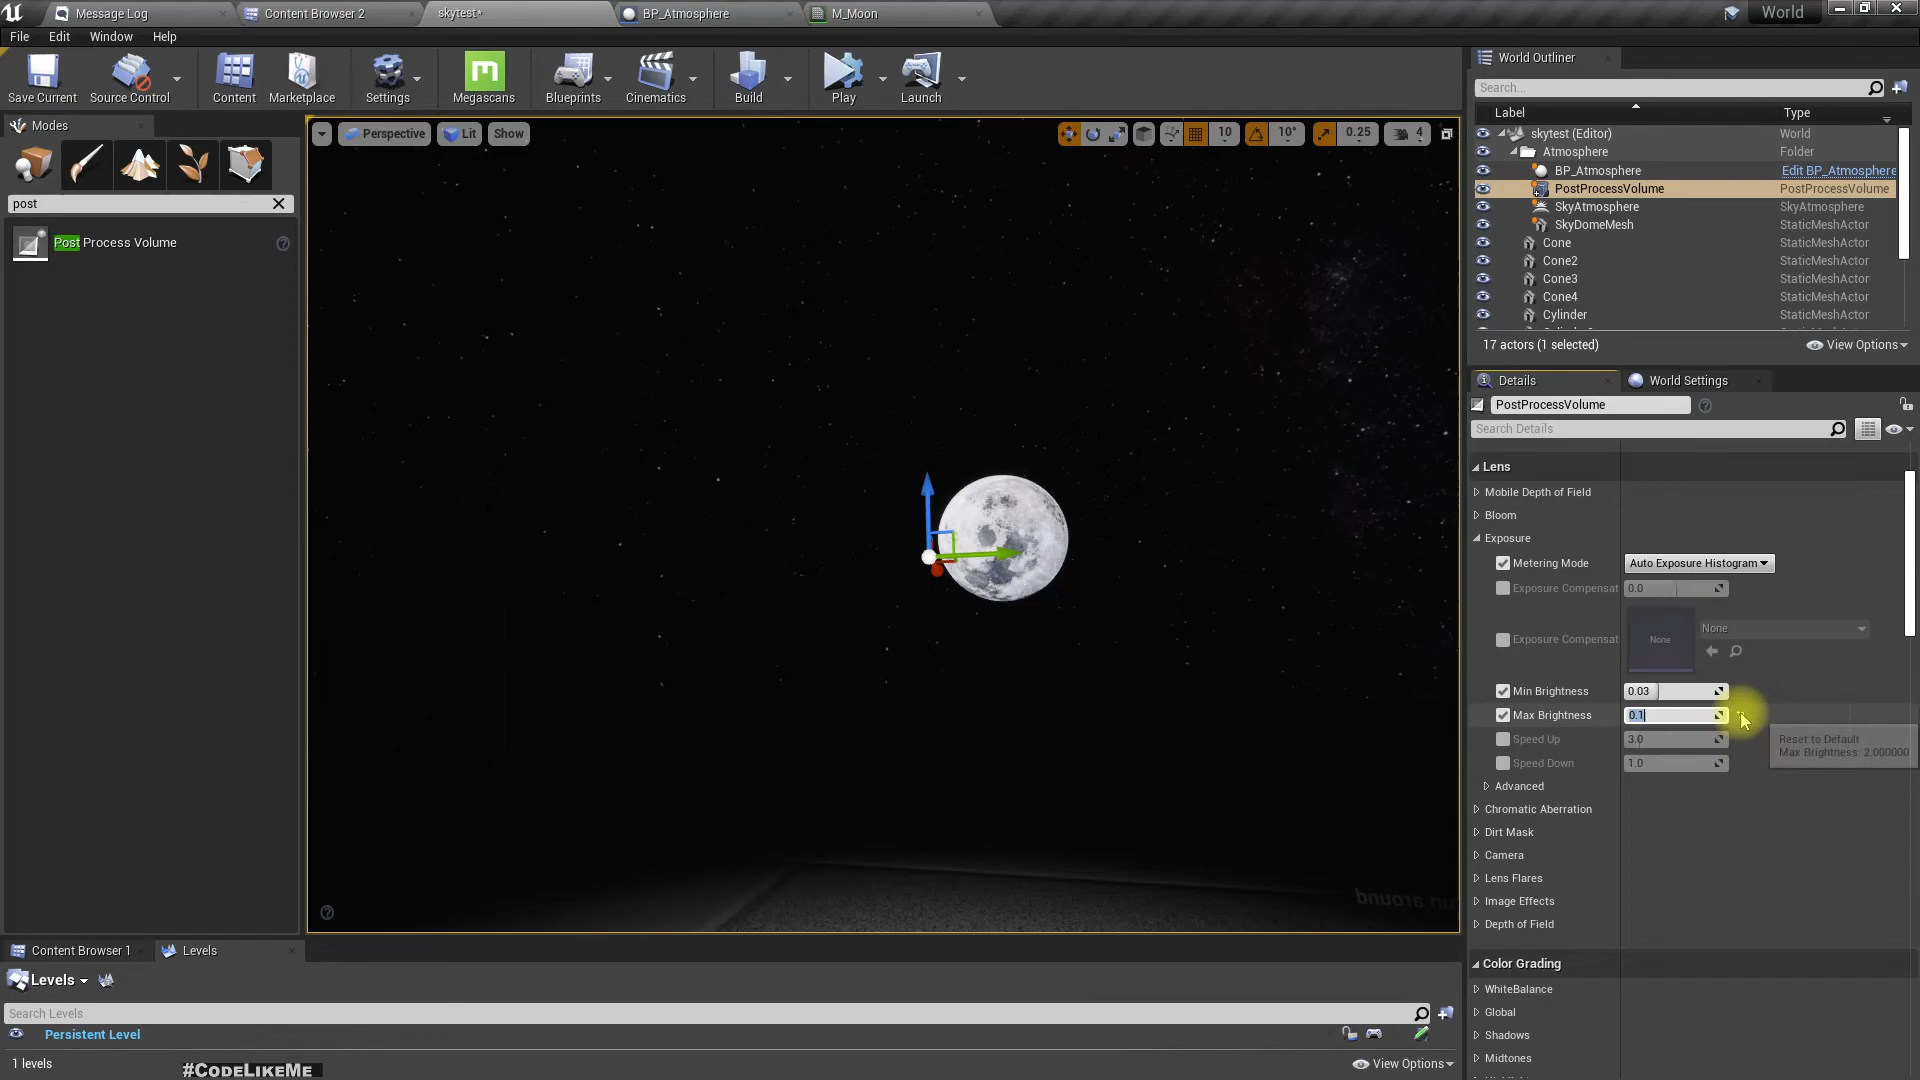 Message Log
Content Browser 2
skytest*
BP_Atmosphere
M_Moon
World
File
Edit
Window
Help
Save Current
Source Control
Content
Marketplace
Settings
Megascans
Blueprints
Cinematics
Build
Play
Launch
Modes
post
Post Process Volume
Perspective
Lit
Show
10
10°
0.25
4
World Outliner
Search...
Label
Type
skytest (Editor)
World
Atmosphere
Folder
BP_Atmosphere
Edit BP_Atmosphere
PostProcessVolume
PostProcessVolume
SkyAtmosphere
SkyAtmosphere
SkyDomeMesh
StaticMeshActor
Cone
StaticMeshActor
Cone2
StaticMeshActor
Cone3
StaticMeshActor
Cone4
StaticMeshActor
Cylinder
StaticMeshActor
17 actors (1 selected)
View Options
Details
World Settings
PostProcessVolume
Search Details
Lens
Mobile Depth of Field
Bloom
Exposure
Metering Mode
Auto Exposure Histogram
Exposure Compensat
0.0
Exposure Compensat
None
None
Min Brightness
0.03
Max Brightness
0.1
Speed Up
3.0
Speed Down
1.0
Reset to Default
Max Brightness: 2.000000
Advanced
Chromatic Aberration
Dirt Mask
Camera
Lens Flares
Image Effects
Depth of Field
Color Grading
WhiteBalance
Global
Shadows
Midtones
Content Browser 1
Levels
Levels
Search Levels
Persistent Level
1 levels
View Options
#CODELIKEME